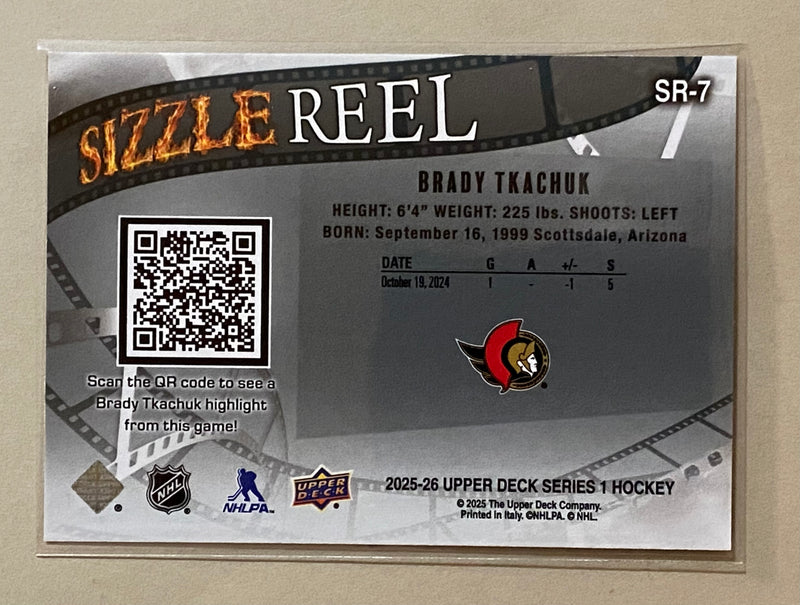 SIZZLE REEL
SR-7
BRADY TKACHUK
HEIGHT: 6'4" WEIGHT: 225 lbs. SHOOTS: LEFT
BORN: September 16, 1999 Scottsdale, Arizona
DATE G A +/- S
October 19, 2024 1 - -1 5
Scan the QR code to see a
Brady Tkachuk highlight
from this game!
NHL
NHLPA
UPPER
DECK
2025-26 UPPER DECK SERIES 1 HOCKEY
© 2025 The Upper Deck Company.
Printed in Italy. ©NHLPA. © NHL.